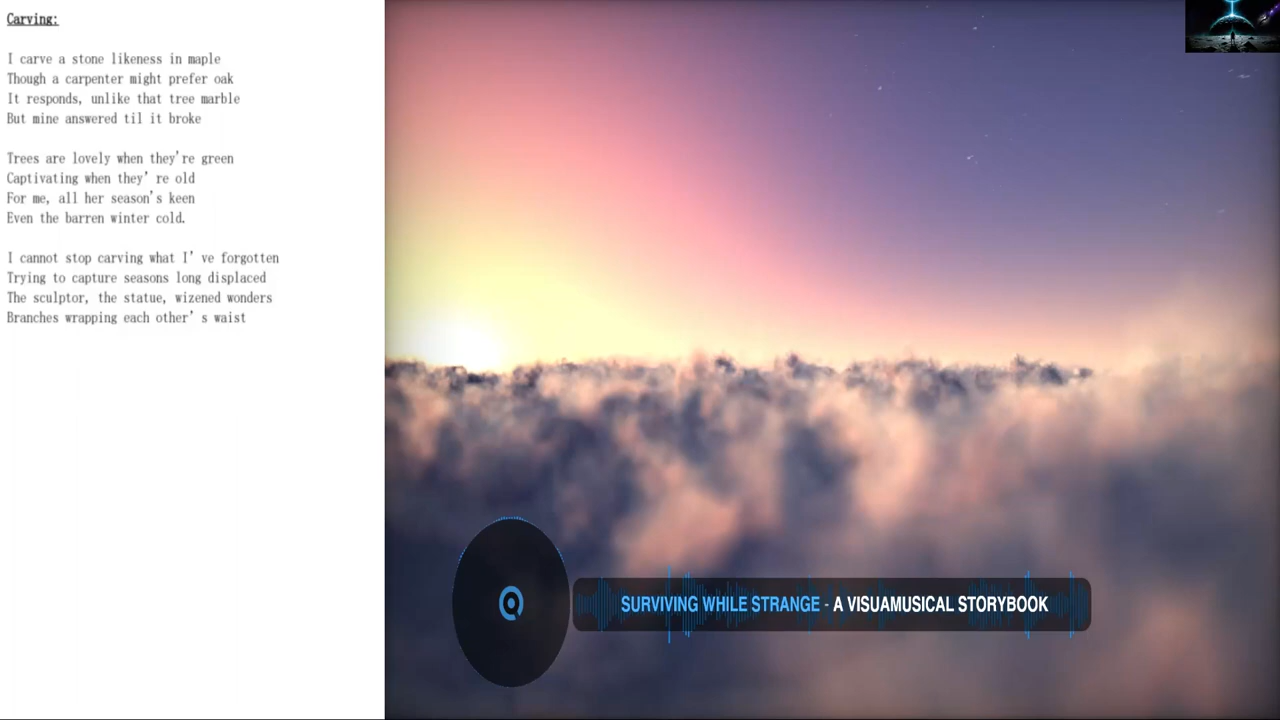 Carving:
I carve a stone likeness in maple
Though a carpenter might prefer oak
It responds, unlike that tree marble
But mine answered til it broke
Trees are lovely when they're green
Captivating when they’re old
For me, all her season's keen
Even the barren winter cold.
I cannot stop carving what I’ve forgotten
Trying to capture seasons long displaced
The sculptor, the statue, wizened wonders
Branches wrapping each other’s waist
SURVIVING WHILE STRANGE - A VISUAMUSICAL STORYBOOK